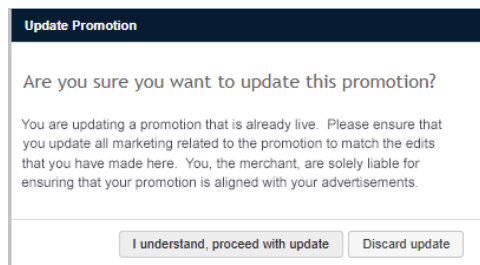 Update Promotion
Are you sure you want to update this promotion?
You are updating a promotion that is already live.  Please ensure that
you update all marketing related to the promotion to match the edits
that you have made here.  You, the merchant, are solely liable for
ensuring that your promotion is aligned with your advertisements.
I understand, proceed with update
Discard update